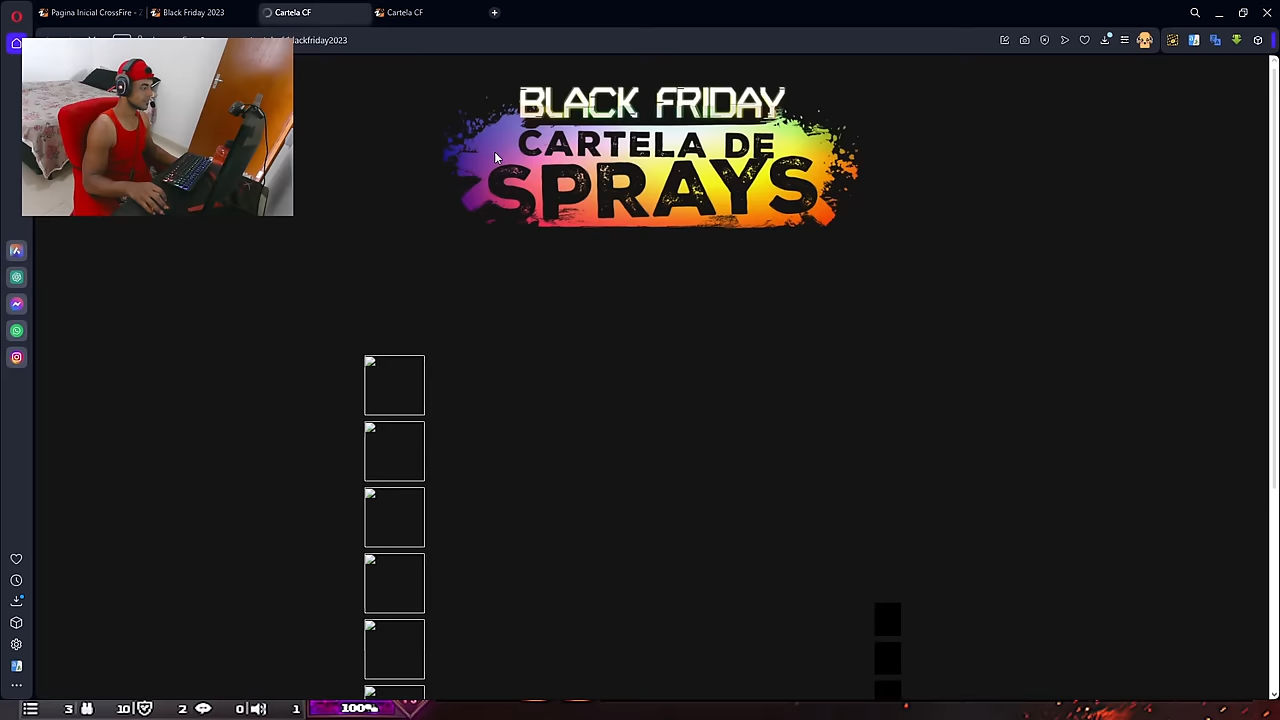 Pagina Inicial CrossFire - Z
Black Friday 2023
Cartela CF
Cartela CF
blackfriday2023
BLACK FRIDAY
CARTELA DE
SPRAYS
3 10 2 0 1 100%